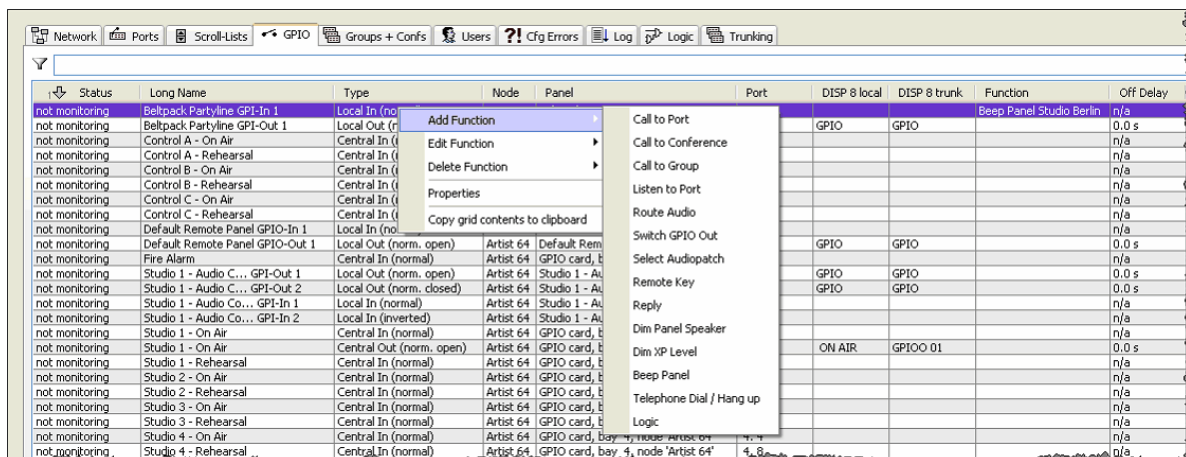 Network Ports Scroll-Lists GPIO Groups + Confs Users ?! Cfg Errors Log Logic Trunking
Status Long Name Type Node Panel Port DISP 8 local DISP 8 trunk Function Off Delay
not monitoring Beltpack Partyline GPI-In 1 Local In (no Beep Panel Studio Berlin n/a
not monitoring Beltpack Partyline GPI-Out 1 Local Out (r GPIO GPIO 0.0 s
not monitoring Control A - On Air Central In ( n/a
not monitoring Control A - Rehearsal Central In ( n/a
not monitoring Control B - On Air Central In ( n/a
not monitoring Control B - Rehearsal Central In ( n/a
not monitoring Control C - On Air Central In ( n/a
not monitoring Control C - Rehearsal Central In ( n/a
not monitoring Default Remote Panel GPIO-In 1 Local In (no n/a
not monitoring Default Remote Panel GPIO-Out 1 Local Out (norm. open) Artist 64 Default Rem GPIO GPIO 0.0 s
not monitoring Fire Alarm Central In (normal) Artist 64 GPIO card, b n/a
not monitoring Studio 1 - Audio C... GPI-Out 1 Local Out (norm. open) Artist 64 Studio 1 - Au GPIO GPIO 0.0 s
not monitoring Studio 1 - Audio C... GPI-Out 2 Local Out (norm. closed) Artist 64 Studio 1 - Au GPIO GPIO 0.0 s
not monitoring Studio 1 - Audio Co... GPI-In 1 Local In (normal) Artist 64 Studio 1 - Au n/a
not monitoring Studio 1 - Audio Co... GPI-In 2 Local In (inverted) Artist 64 Studio 1 - Au n/a
not monitoring Studio 1 - On Air Central In (normal) Artist 64 GPIO card, b n/a
not monitoring Studio 1 - On Air Central Out (norm. open) Artist 64 GPIO card, b ON AIR GPIOO 01 0.0 s
not monitoring Studio 1 - Rehearsal Central In (normal) Artist 64 GPIO card, b n/a
not monitoring Studio 2 - On Air Central In (normal) Artist 64 GPIO card, b n/a
not monitoring Studio 2 - Rehearsal Central In (normal) Artist 64 GPIO card, b n/a
not monitoring Studio 3 - On Air Central In (normal) Artist 64 GPIO card, b n/a
not monitoring Studio 3 - Rehearsal Central In (normal) Artist 64 GPIO card, b n/a
not monitoring Studio 4 - On Air Central In (normal) Artist 64 GPIO card, bay 4, node 'Artist 64' 4. 4 n/a
not monitoring Studio 4 - Rehearsal Central In (normal) Artist 64 GPIO card, bay 4, node 'Artist 64' 4. 8 n/a
Add Function
Edit Function
Delete Function
Properties
Copy grid contents to clipboard
Call to Port
Call to Conference
Call to Group
Listen to Port
Route Audio
Switch GPIO Out
Select Audiopatch
Remote Key
Reply
Dim Panel Speaker
Dim XP Level
Beep Panel
Telephone Dial / Hang up
Logic